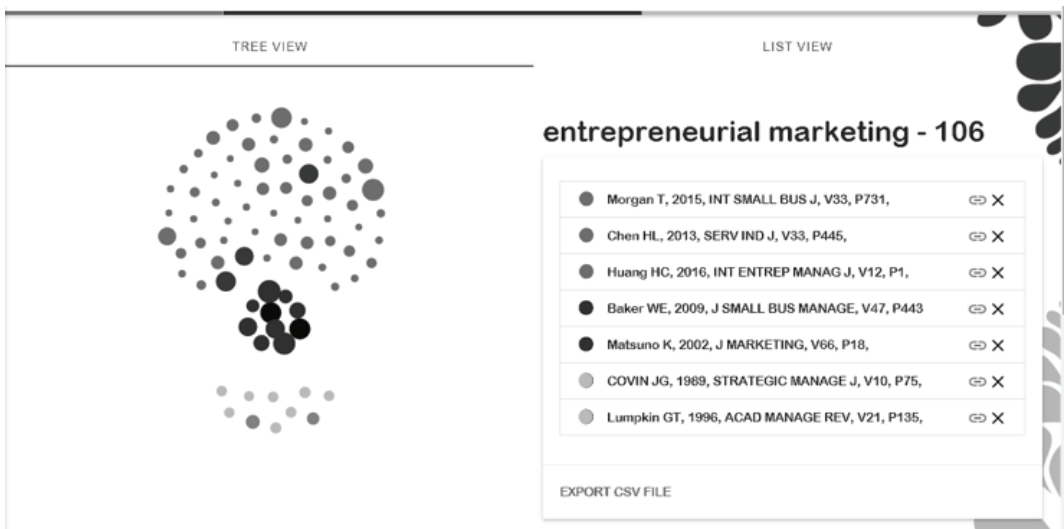 TREE VIEW
LIST VIEW
entrepreneurial marketing - 106
Morgan T, 2015, INT SMALL BUS J, V33, P731,
Chen HL, 2013, SERV IND J, V33, P445,
Huang HC, 2016, INT ENTREP MANAG J, V12, P1,
Baker WE, 2009, J SMALL BUS MANAGE, V47, P443
Matsuno K, 2002, J MARKETING, V66, P18,
COVIN JG, 1989, STRATEGIC MANAGE J, V10, P75,
Lumpkin GT, 1996, ACAD MANAGE REV, V21, P135,
EXPORT CSV FILE